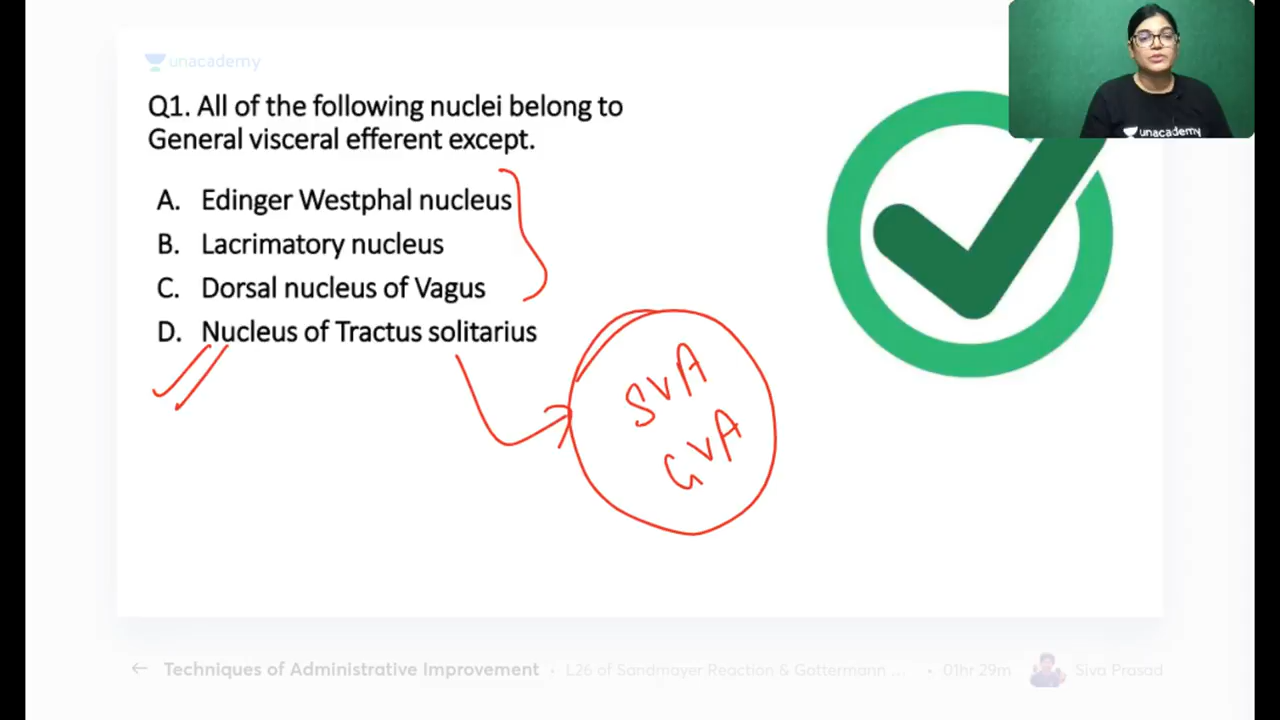 unacademy
Q1. All of the following nuclei belong to
General visceral efferent except.
A. Edinger Westphal nucleus
B. Lacrimatory nucleus
C. Dorsal nucleus of Vagus
D. Nucleus of Tractus solitarius
SVA
GVA
unacademy
← Techniques of Administrative Improvement • L26 of Sandmayer Reaction & Gattermann ... • 01hr 29m Siva Prasad